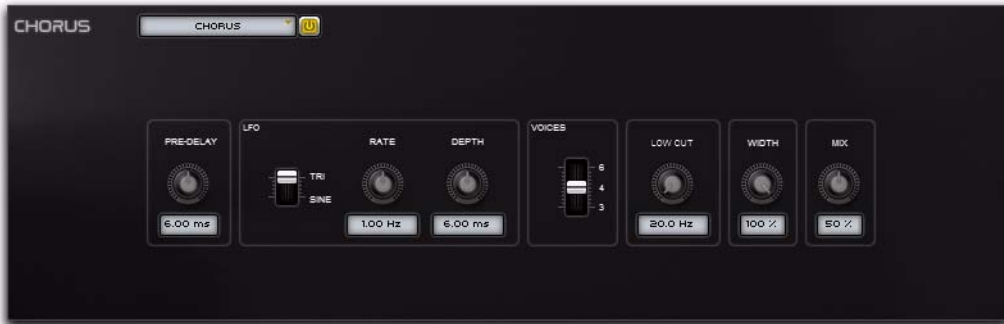 CHORUS
CHORUS
PRE-DELAY
6.00 ms
LFO
TRI
SINE
RATE
1.00 Hz
DEPTH
6.00 ms
VOICES
6
4
3
LOW CUT
20.0 Hz
WIDTH
100 %
MIX
50 %